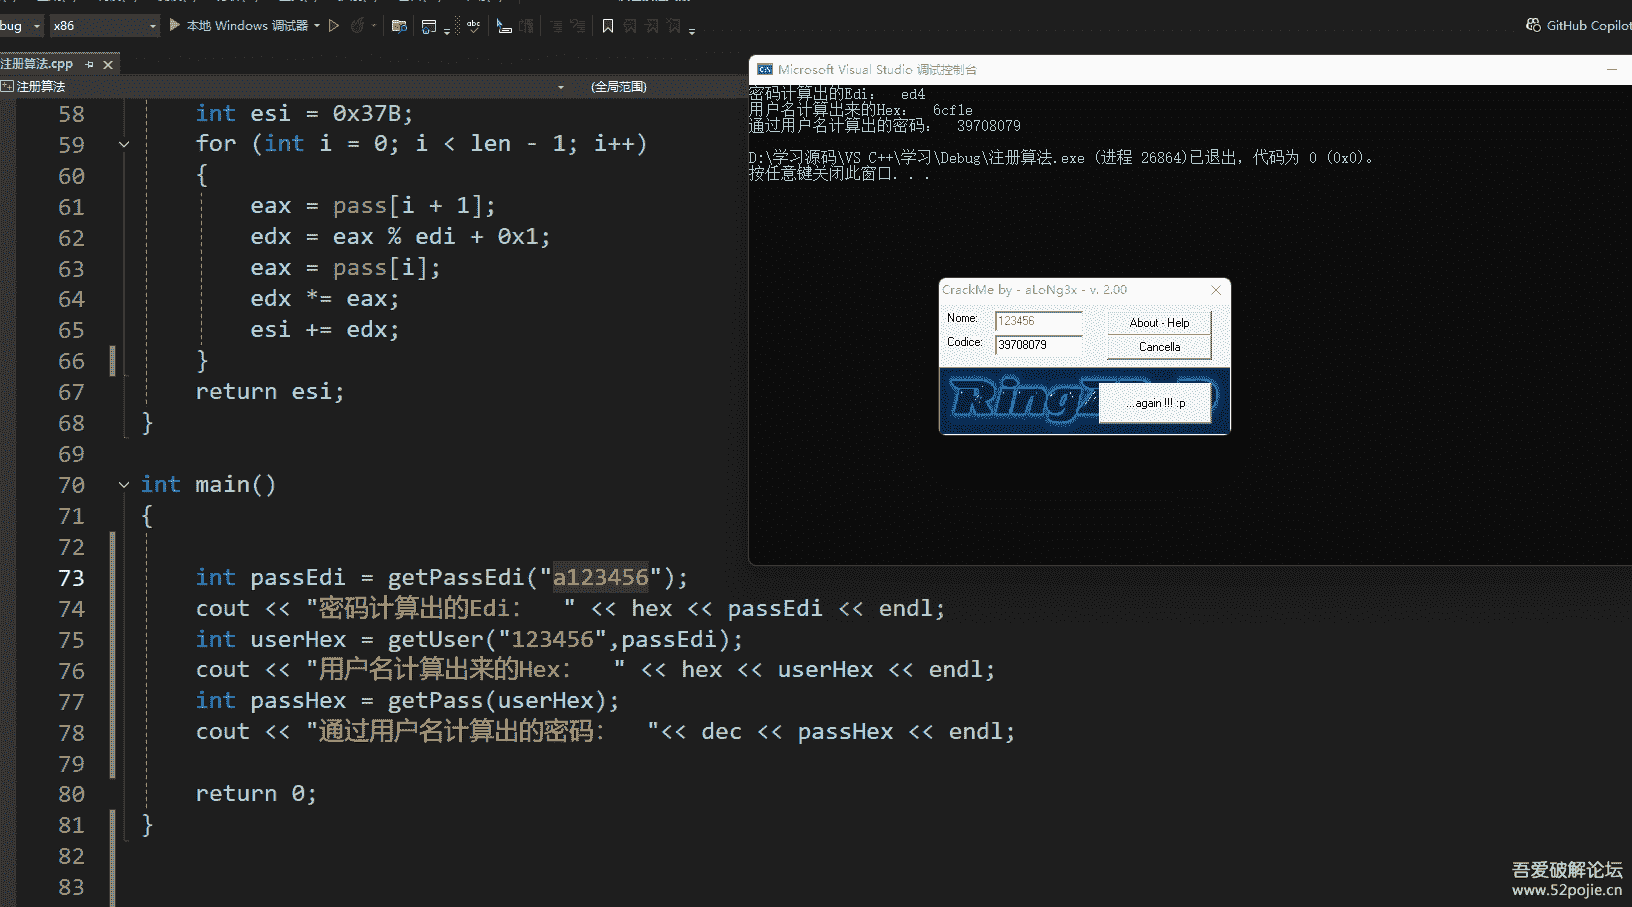 bug x86 本地 Windows 调试器 GitHub Copilot
注册算法.cpp
注册算法 (全局范围)
58 int esi = 0x37B;
59 for (int i = 0; i < len - 1; i++)
60 {
61 eax = pass[i + 1];
62 edx = eax % edi + 0x1;
63 eax = pass[i];
64 edx *= eax;
65 esi += edx;
66 }
67 return esi;
68 }
69
70 int main()
71 {
72
73 int passEdi = getPassEdi("a123456");
74 cout << "密码计算出的Edi: " << hex << passEdi << endl;
75 int userHex = getUser("123456",passEdi);
76 cout << "用户名计算出来的Hex: " << hex << userHex << endl;
77 int passHex = getPass(userHex);
78 cout << "通过用户名计算出的密码: "<< dec << passHex << endl;
79
80 return 0;
81 }
82
83
Microsoft Visual Studio 调试控制台
密码计算出的Edi: ed4
用户名计算出来的Hex: 6cf1e
通过用户名计算出的密码: 39708079
D:\学习源码\VS C++\学习\Debug\注册算法.exe (进程 26864)已退出，代码为 0 (0x0)。
按任意键关闭此窗口. . .
CrackMe by - aLoNg3x - v. 2.00
Nome: 123456 About - Help
Codice: 39708079 Cancella
...again !!! :p
吾爱破解论坛
www.52pojie.cn